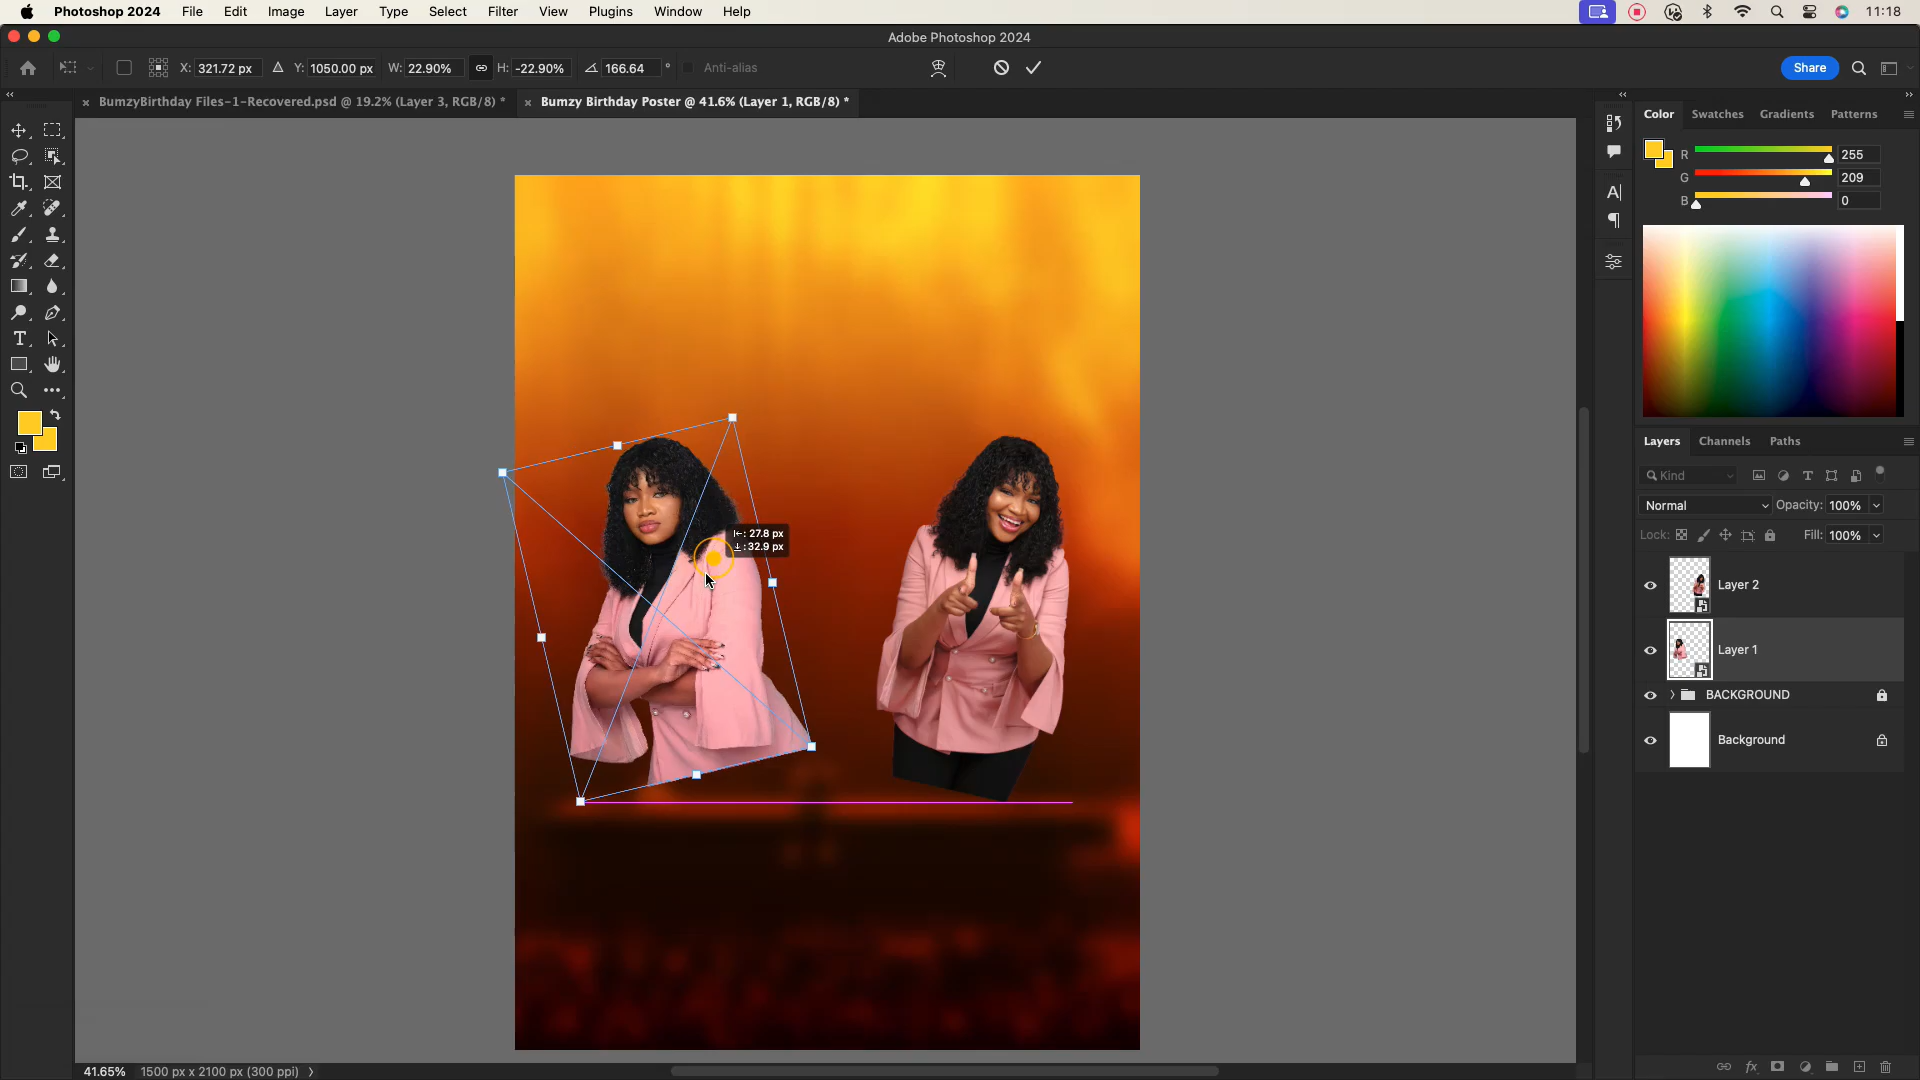 Photoshop 2024 File Edit Image Layer Type Select Filter View Plugins Window Help 11:18
Adobe Photoshop 2024
X: 321.72 px Y: 1050.00 px W: 22.90% H: -22.90% 166.64 ° Anti-alias Share
BumzyBirthday Files-1-Recovered.psd @ 19.2% (Layer 3, RGB/8) * Bumzy Birthday Poster @ 41.6% (Layer 1, RGB/8) *
Color Swatches Gradients Patterns
R 255
G 209
B 0
Layers Channels Paths
Kind
Normal Opacity: 100%
Lock: Fill: 100%
Layer 2
Layer 1
BACKGROUND
Background
: 27.8 px
: 32.9 px
41.65% 1500 px x 2100 px (300 ppi)